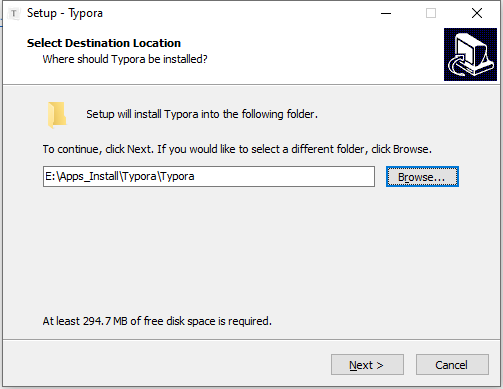 T Setup - Typora
Select Destination Location
Where should Typora be installed?
Setup will install Typora into the following folder.
To continue, click Next. If you would like to select a different folder, click Browse.
E:\Apps_Install\Typora\Typora Browse...
At least 294.7 MB of free disk space is required.
Next > Cancel